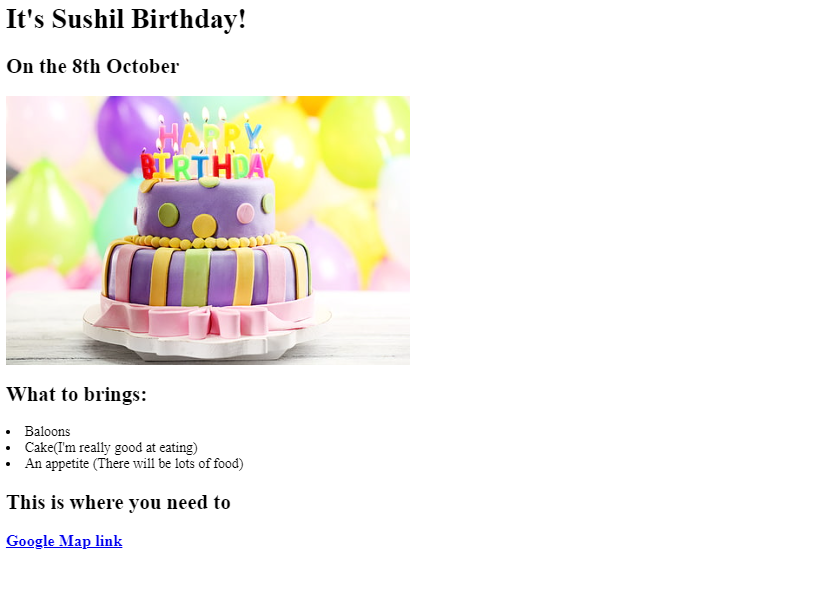 It's Sushil Birthday!
On the 8th October
HAPPY
BIRTHDAY
What to brings:
Baloons
Cake(I'm really good at eating)
An appetite (There will be lots of food)
This is where you need to
Google Map link